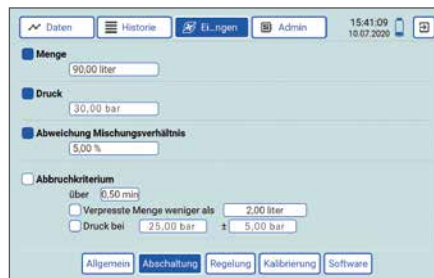 Daten Historie Ei...ngen Admin 15:41:09
10.07.2020
Menge
90,00 liter
Druck
30,00 bar
Abweichung Mischungsverhältnis
5,00 %
Abbruchkriterium
über 0,50 min
Verpresste Menge weniger als 2,00 liter
Druck bei 25,00 bar ± 5,00 bar
Allgemein Abschaltung Regelung Kalibrierung Software